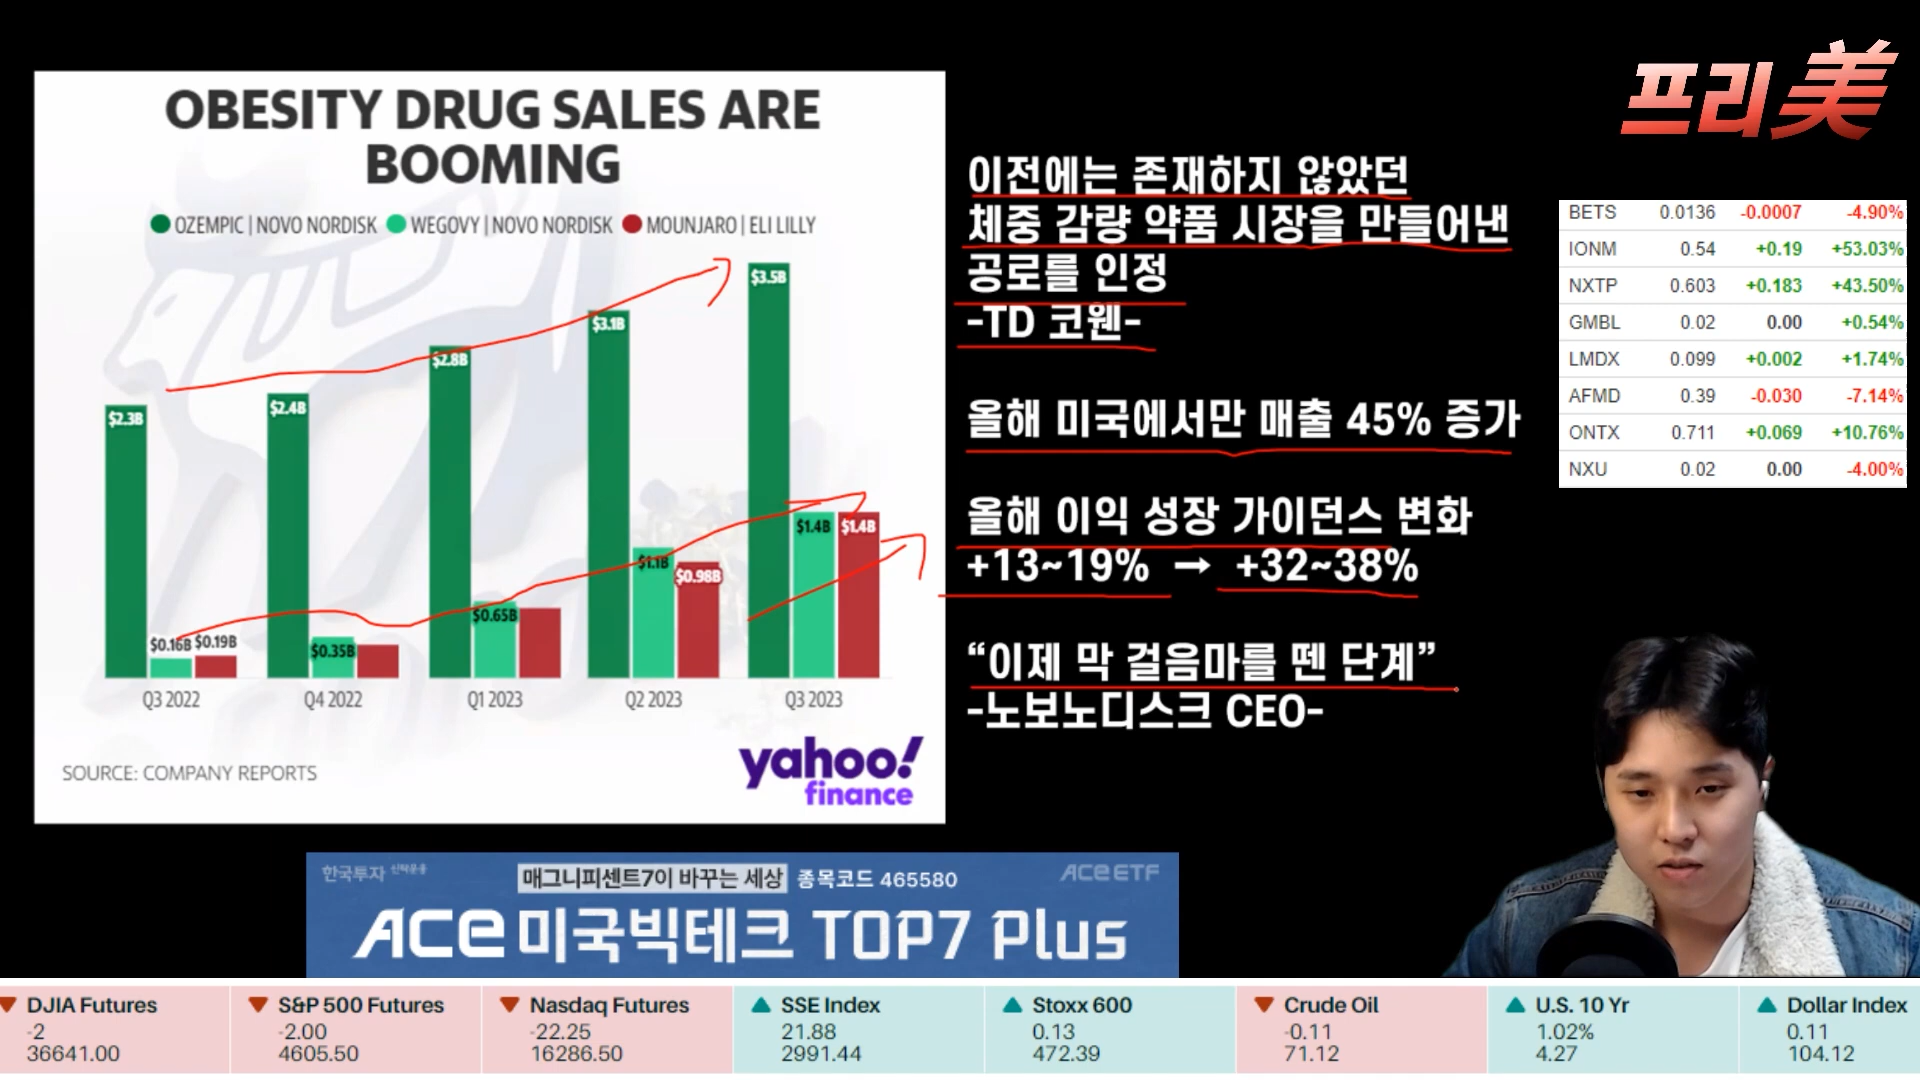 OBESITY DRUG SALES ARE
BOOMING
OZEMPIC | NOVO NORDISK WEGOVY | NOVO NORDISK MOUNJARO | ELI LILLY
$2.3B
$0.16B
$0.19B
$2.4B
$0.35B
$2.8B
$0.65B
$3.1B
$1.1B
$0.98B
$3.5B
$1.4B
$1.4B
Q3 2022
Q4 2022
Q1 2023
Q2 2023
Q3 2023
SOURCE: COMPANY REPORTS
yahoo!
finance
이전에는 존재하지 않았던
체중 감량 약품 시장을 만들어낸
공로를 인정
-TD 코웬-
올해 미국에서만 매출 45% 증가
올해 이익 성장 가이던스 변화
+13~19% → +32~38%
“이제 막 걸음마를 뗀 단계”
-노보노디스크 CEO-
프리美
BETS 0.0136 -0.0007 -4.90%
IONM 0.54 +0.19 +53.03%
NXTP 0.603 +0.183 +43.50%
GMBL 0.02 0.00 +0.54%
LMDX 0.099 +0.002 +1.74%
AFMD 0.39 -0.030 -7.14%
ONTX 0.711 +0.069 +10.76%
NXU 0.02 0.00 -4.00%
한국투자 신탁운용
매그니피센트7이 바꾸는 세상 종목코드 465580
ACE ETF
ACE 미국빅테크 TOP7 Plus
DJIA Futures
-2
36641.00
S&P 500 Futures
-2.00
4605.50
Nasdaq Futures
-22.25
16286.50
SSE Index
21.88
2991.44
Stoxx 600
0.13
472.39
Crude Oil
-0.11
71.12
U.S. 10 Yr
1.02%
4.27
Dollar Index
0.11
104.12